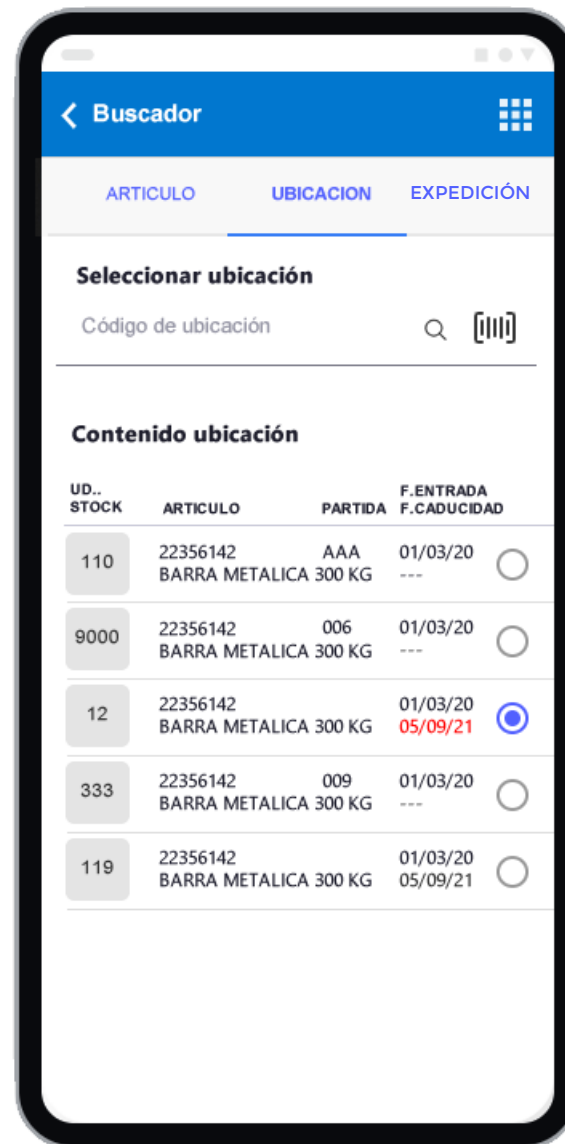 Buscador
ARTICULO UBICACION EXPEDICIÓN
Seleccionar ubicación
Código de ubicación
Contenido ubicación
UD.. F.ENTRADA
STOCK ARTICULO PARTIDA F.CADUCIDAD
110 22356142 AAA 01/03/20
BARRA METALICA 300 KG ---
9000 22356142 006 01/03/20
BARRA METALICA 300 KG ---
12 22356142 01/03/20
BARRA METALICA 300 KG 05/09/21
333 22356142 009 01/03/20
BARRA METALICA 300 KG ---
119 22356142 01/03/20
BARRA METALICA 300 KG 05/09/21